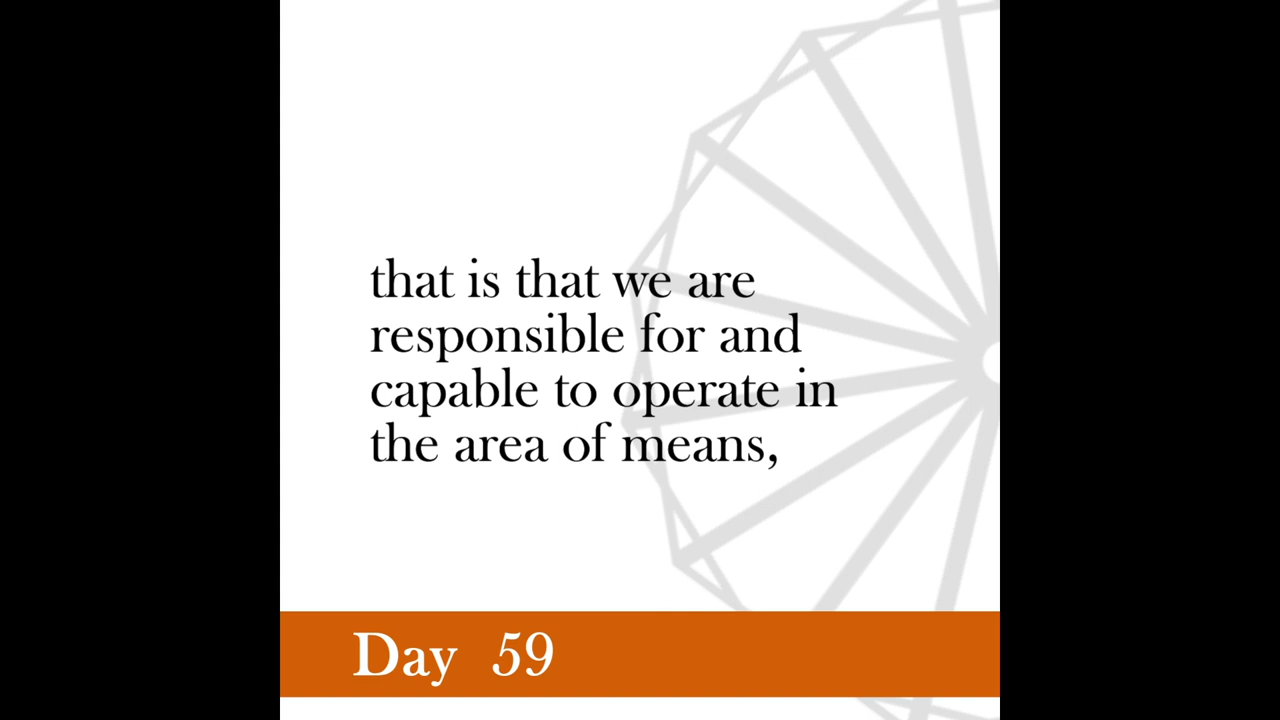 that is that we are
responsible for and
capable to operate in
the area of means,
Day 59